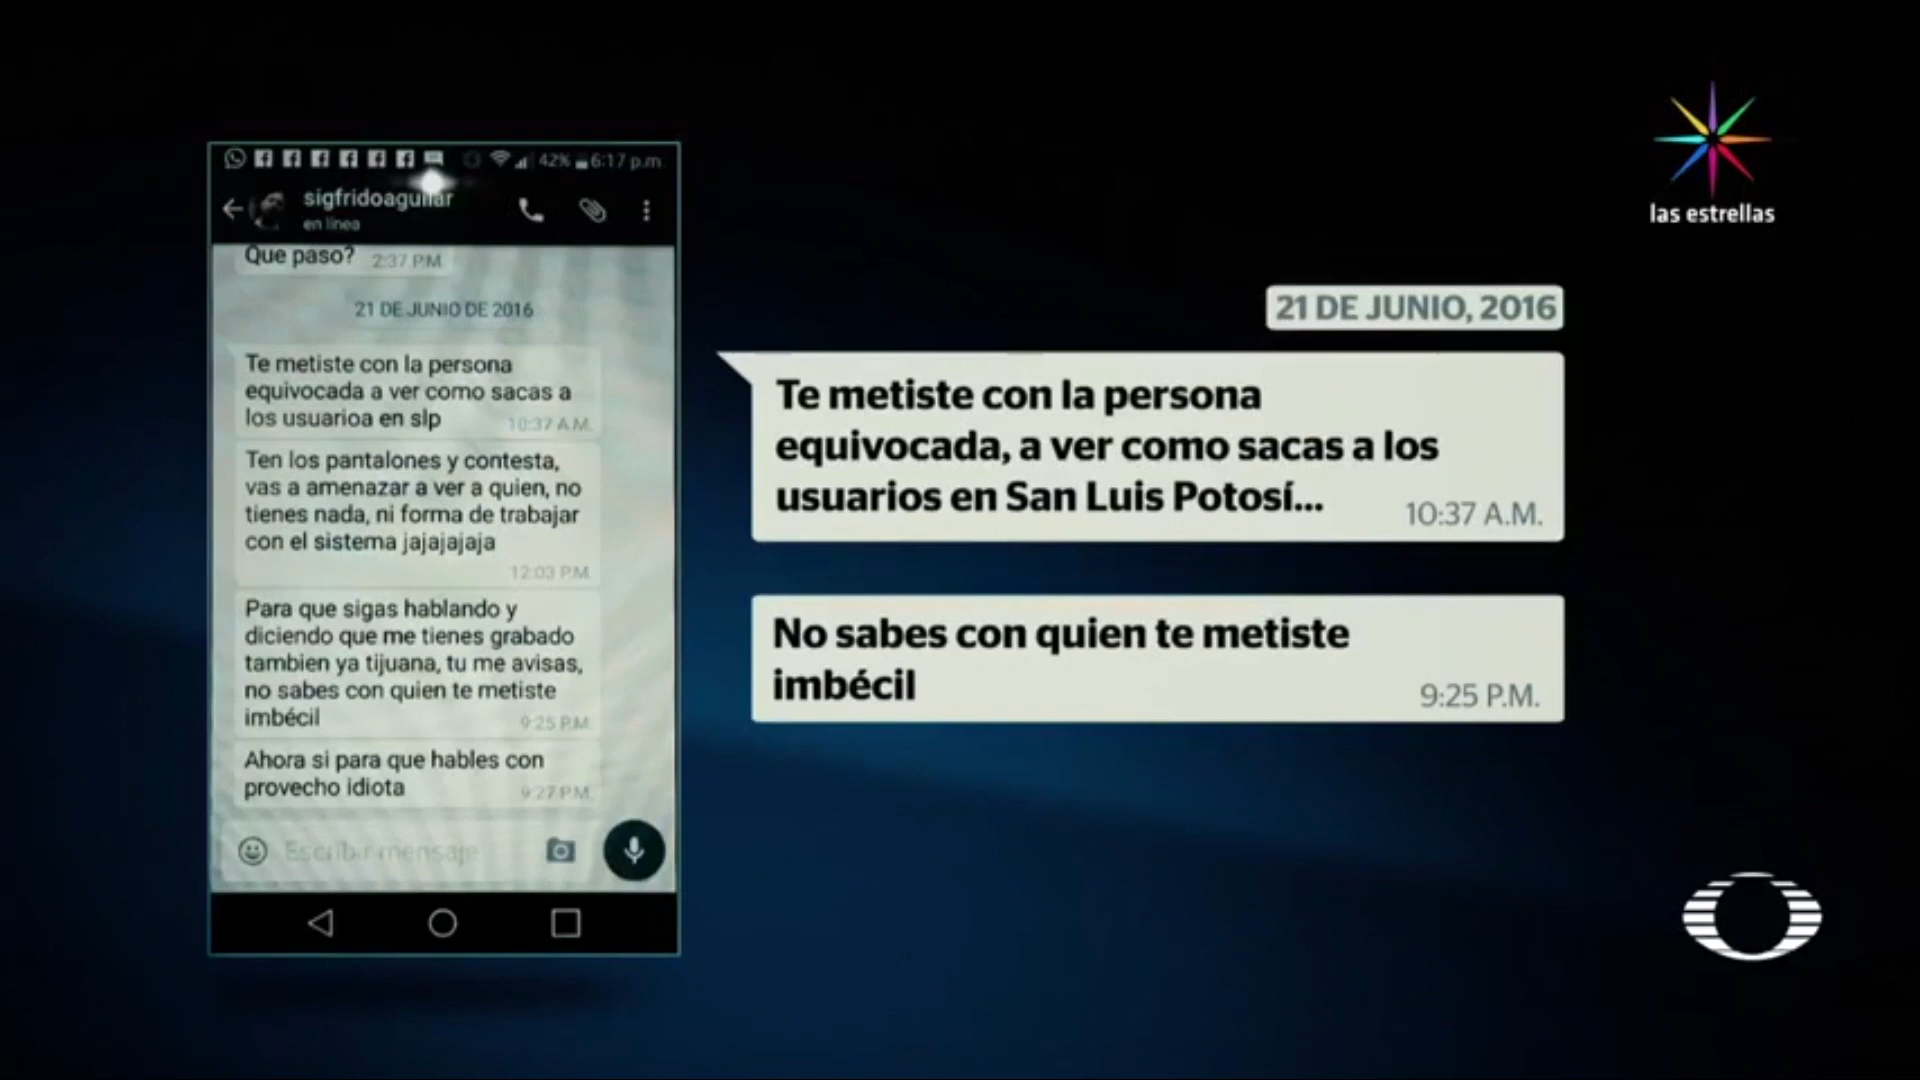 42% 6:17 p.m.
sigfridoaguilar
en línea
Que paso? 2:37 P.M.
21 DE JUNIO DE 2016
Te metiste con la persona
equivocada a ver como sacas a
los usuarioa en slp 10:37 A.M.
Ten los pantalones y contesta,
vas a amenazar a ver a quien, no
tienes nada, ni forma de trabajar
con el sistema jajajajaja
12:03 P.M.
Para que sigas hablando y
diciendo que me tienes grabado
tambien ya tijuana, tu me avisas,
no sabes con quien te metiste
imbécil 9:25 P.M.
Ahora si para que hables con
provecho idiota 9:27 P.M.
Escribir mensaje
las estrellas
21 DE JUNIO, 2016
Te metiste con la persona
equivocada, a ver como sacas a los
usuarios en San Luis Potosí... 10:37 A.M.
No sabes con quien te metiste
imbécil 9:25 P.M.